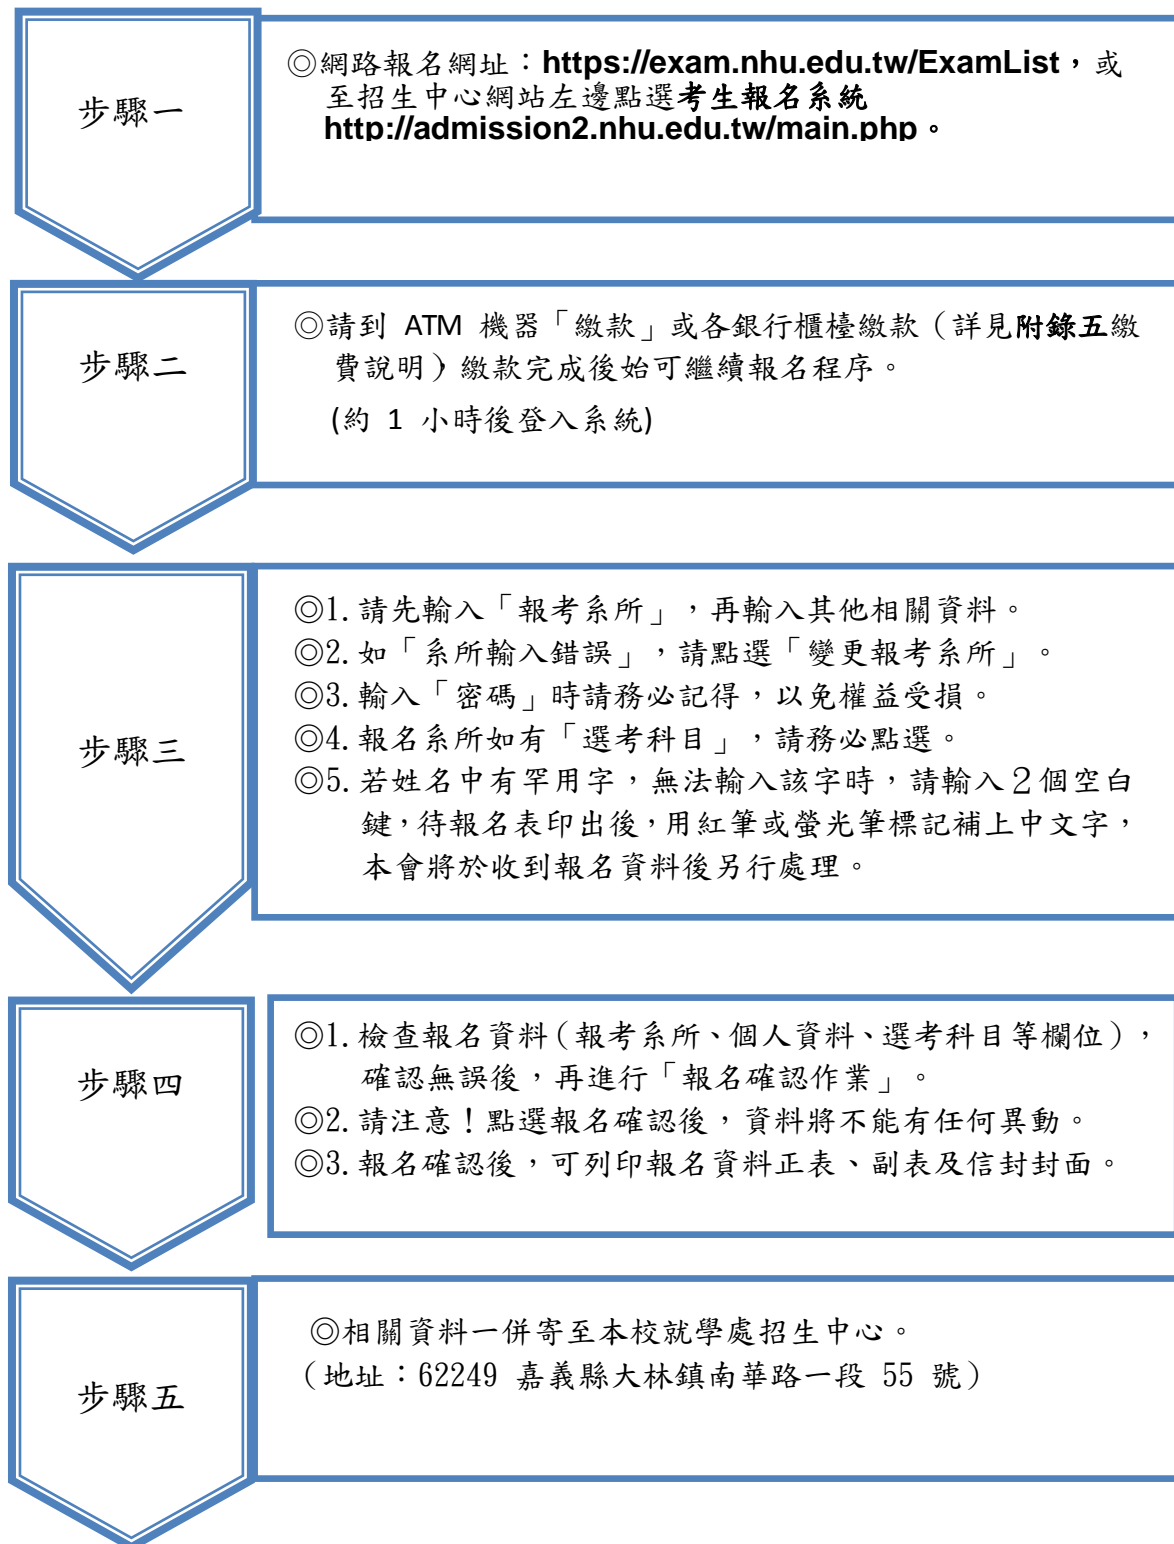 步驟一
◎網路報名網址：https://exam.nhu.edu.tw/ExamList，或
至招生中心網站左邊點選考生報名系統
http://admission2.nhu.edu.tw/main.php。
步驟二
◎請到 ATM 機器「繳款」或各銀行櫃檯繳款（詳見附錄五繳
費說明）繳款完成後始可繼續報名程序。
(約 1 小時後登入系統)
步驟三
◎1.請先輸入「報考系所」，再輸入其他相關資料。
◎2.如「系所輸入錯誤」，請點選「變更報考系所」。
◎3.輸入「密碼」時請務必記得，以免權益受損。
◎4.報名系所如有「選考科目」，請務必點選。
◎5.若姓名中有罕用字，無法輸入該字時，請輸入２個空白
鍵，待報名表印出後，用紅筆或螢光筆標記補上中文字，
本會將於收到報名資料後另行處理。
步驟四
◎1.檢查報名資料（報考系所、個人資料、選考科目等欄位），
確認無誤後，再進行「報名確認作業」。
◎2.請注意！點選報名確認後，資料將不能有任何異動。
◎3.報名確認後，可列印報名資料正表、副表及信封封面。
步驟五
◎相關資料一併寄至本校就學處招生中心。
（地址：62249 嘉義縣大林鎮南華路一段 55 號）